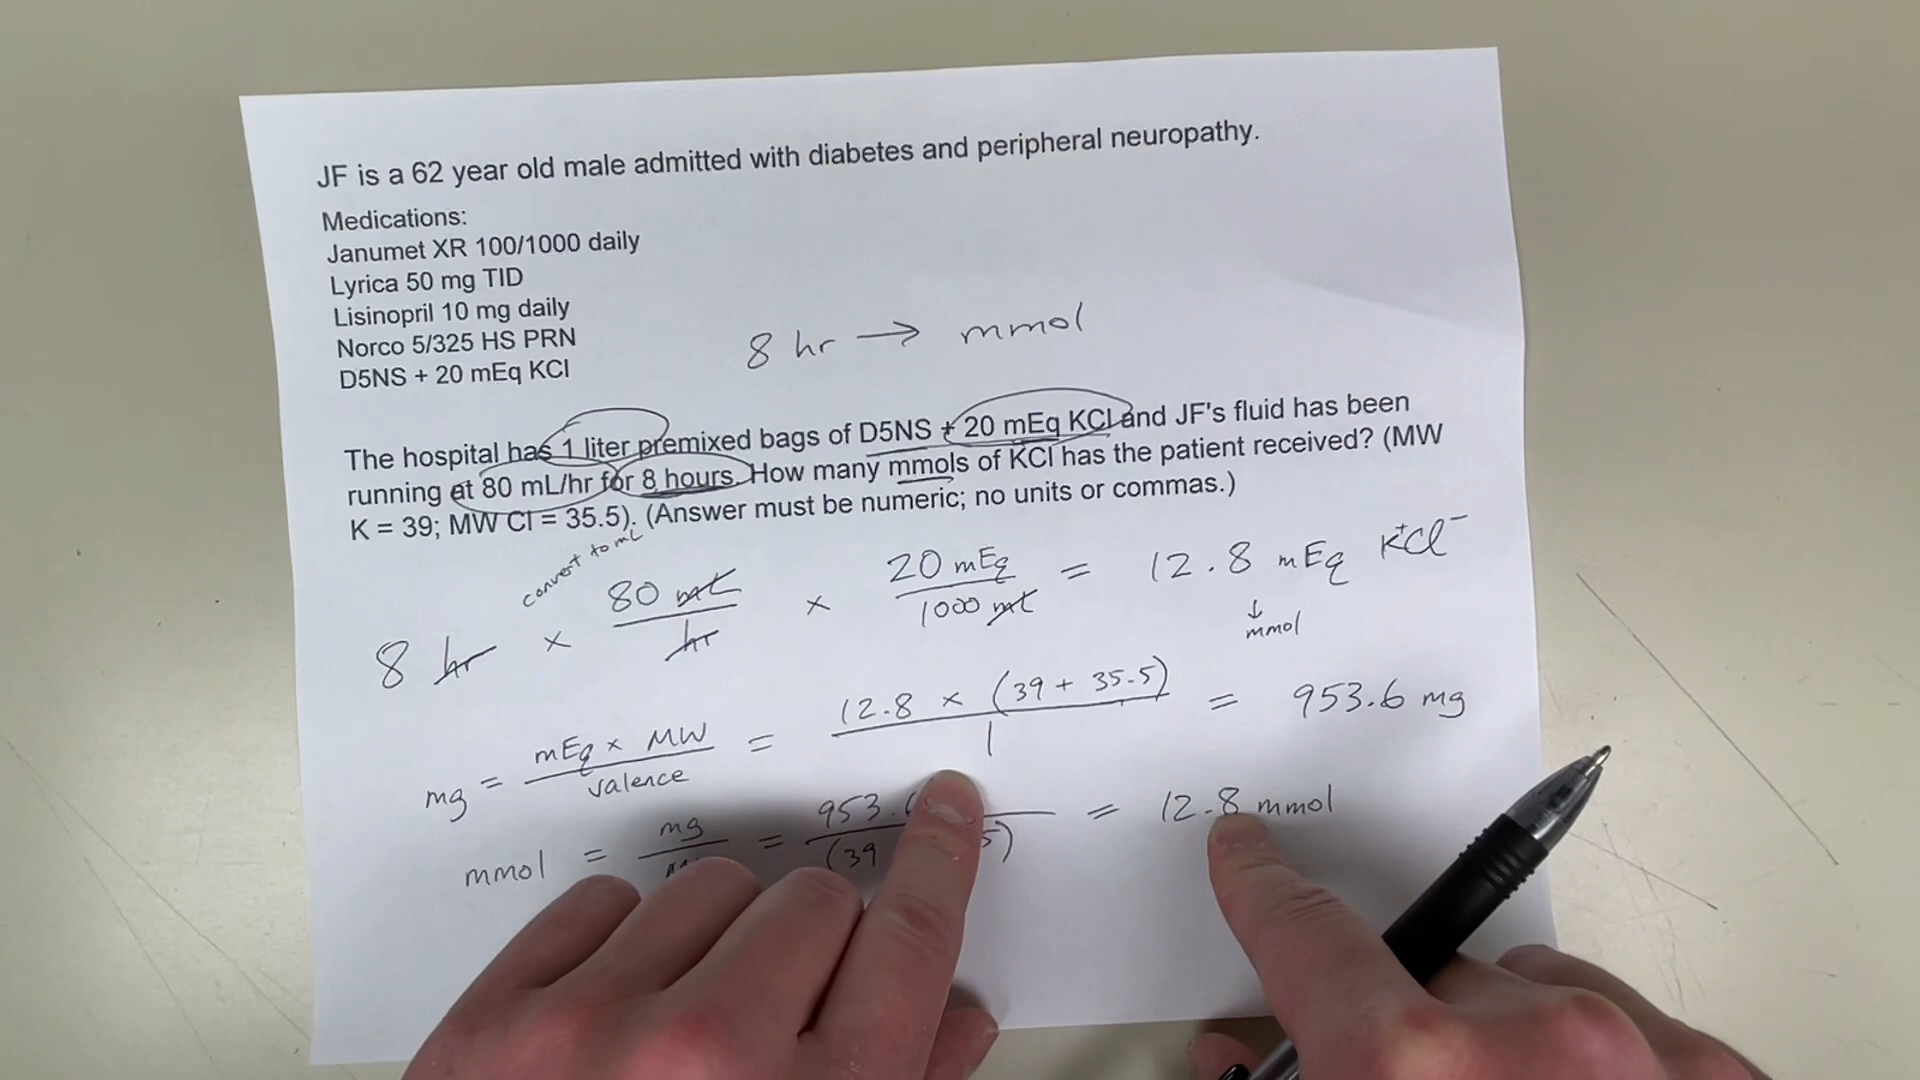 JF is a 62 year old male admitted with diabetes and peripheral neuropathy.
Medications:
Janumet XR 100/1000 daily
Lyrica 50 mg TID
Lisinopril 10 mg daily
Norco 5/325 HS PRN
D5NS + 20 mEq KCl
8 hr → mmol
The hospital has 1 liter premixed bags of D5NS + 20 mEq KCl and JF's fluid has been
running at 80 mL/hr for 8 hours. How many mmols of KCl has the patient received? (MW
K = 39; MW Cl = 35.5). (Answer must be numeric; no units or commas.)
convert to mL
8 hr × 80 mL/hr × 20 mEq/1000 mL = 12.8 mEq K⁺Cl⁻
↓
mmol
mg = mEq × MW/valence = 12.8 × (39 + 35.5)/1 = 953.6 mg
mmol = mg/ = 953. /(39 5) = 12.8 mmol